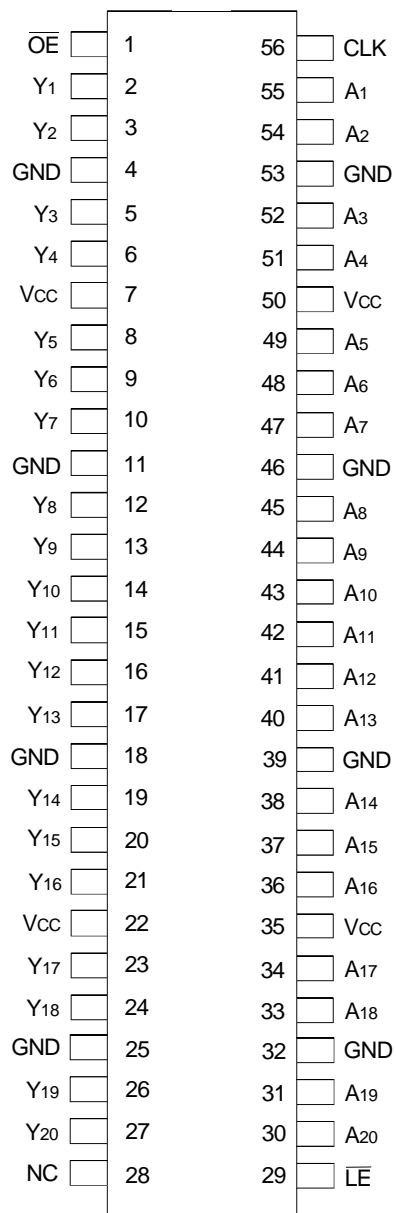 O̅E̅ 1 56 CLK
Y1 2 55 A1
Y2 3 54 A2
GND 4 53 GND
Y3 5 52 A3
Y4 6 51 A4
VCC 7 50 VCC
Y5 8 49 A5
Y6 9 48 A6
Y7 10 47 A7
GND 11 46 GND
Y8 12 45 A8
Y9 13 44 A9
Y10 14 43 A10
Y11 15 42 A11
Y12 16 41 A12
Y13 17 40 A13
GND 18 39 GND
Y14 19 38 A14
Y15 20 37 A15
Y16 21 36 A16
VCC 22 35 VCC
Y17 23 34 A17
Y18 24 33 A18
GND 25 32 GND
Y19 26 31 A19
Y20 27 30 A20
NC 28 29 L̅E̅